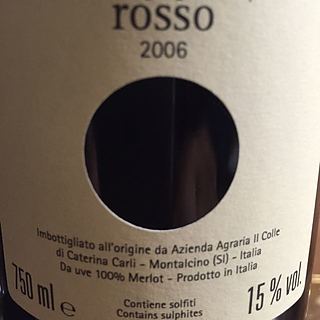 rosso
2006
Imbottigliato all'origine da Azienda Agraria Il Colle
di Caterina Carli - Montalcino (SI) - Italia
Da uve 100% Merlot - Prodotto in Italia
750 ml e
Contiene solfiti
Contains sulphites
15 % vol.